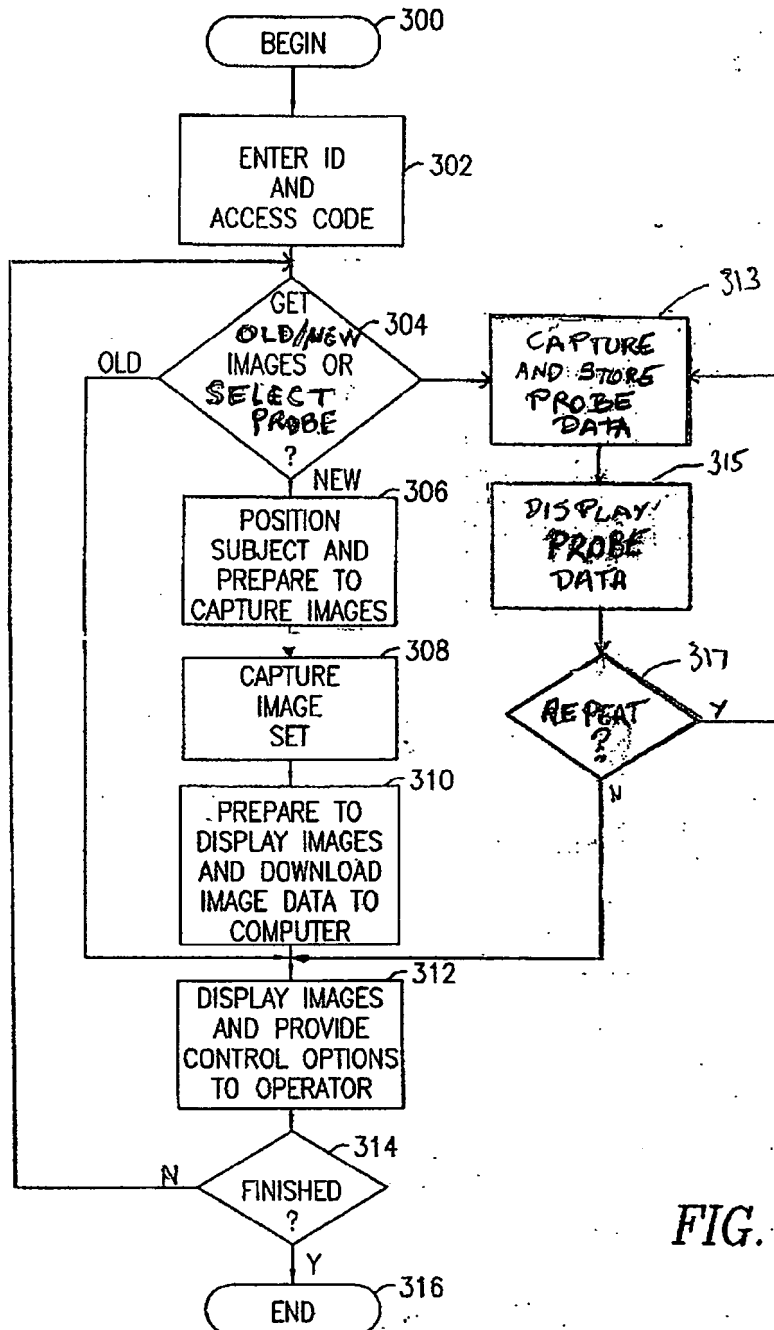 300
BEGIN
ENTER ID
AND
ACCESS CODE
302
GET
OLD/NEW
IMAGES OR
SELECT
PROBE
?
304
OLD
NEW
313
CAPTURE
AND STORE
PROBE
DATA
306
POSITION
SUBJECT AND
PREPARE TO
CAPTURE IMAGES
315
DISPLAY
PROBE
DATA
308
CAPTURE
IMAGE
SET
317
REPEAT
?
Y
N
310
PREPARE TO
DISPLAY IMAGES
AND DOWNLOAD
IMAGE DATA TO
COMPUTER
312
DISPLAY IMAGES
AND PROVIDE
CONTROL OPTIONS
TO OPERATOR
314
N
FINISHED
?
Y
316
END
FIG.